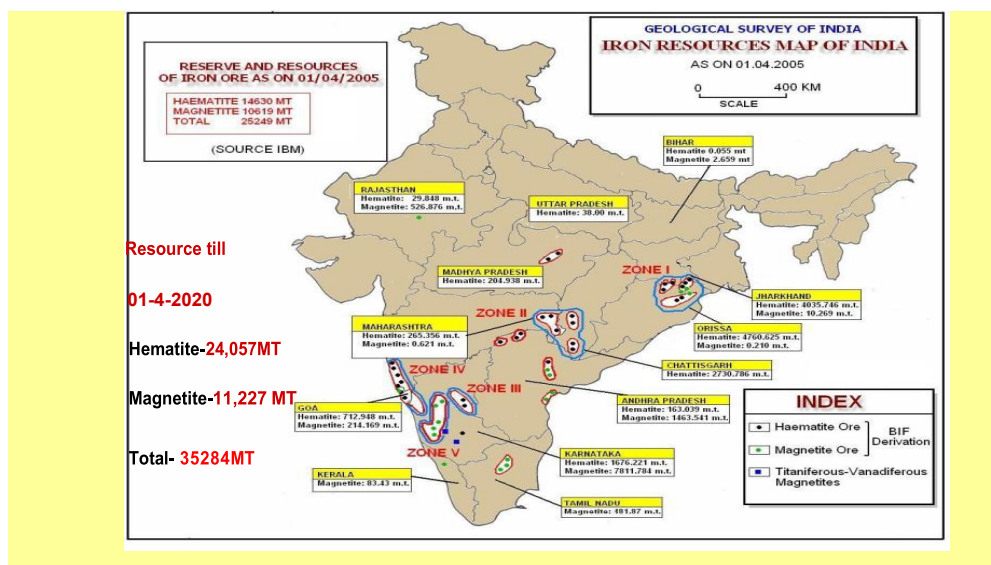 GEOLOGICAL SURVEY OF INDIA
IRON RESOURCES MAP OF INDIA
AS ON 01.04.2005
0 400 KM
SCALE
RESERVE AND RESOURCES
OF IRON ORE AS ON 01/04/2005
HAEMATITE 14630 MT
MAGNETITE 10619 MT
TOTAL 25249 MT
(SOURCE IBM)
BIHAR
Hematite 0.055 mt
Magnetite 2.659 mt
RAJASTHAN
Hematite: 29.848 m.t.
Magnetite: 526.876 m.t.
UTTAR PRADESH
Hematite: 38.00 m.t.
Resource till
01-4-2020
Hematite-24,057MT
Magnetite-11,227 MT
Total- 35284MT
MADHYA PRADESH
Hematite: 204.938 m.t.
ZONE I
JHARKHAND
Hematite: 4035.746 m.t.
Magnetite: 10.269 m.t.
ZONE II
MAHARASHTRA
Hematite: 265.356 m.t.
Magnetite: 0.621 m.t.
ORISSA
Hematite: 4760.625 m.t.
Magnetite: 0.210 m.t.
CHATTISGARH
Hematite: 2730.786 m.t.
ZONE IV
ZONE III
GOA
Hematite: 712.948 m.t.
Magnetite: 214.169 m.t.
ANDHRA PRADESH
Hematite: 163.039 m.t.
Magnetite: 1463.541 m.t.
ZONE V
KARNATAKA
Hematite: 1676.221 m.t.
Magnetite: 7811.784 m.t.
KERALA
Magnetite: 83.43 m.t.
TAMIL NADU
Magnetite: 481.87 m.t.
INDEX
Haematite Ore
Magnetite Ore
BIF
Derivation
Titaniferous-Vanadiferous
Magnetites